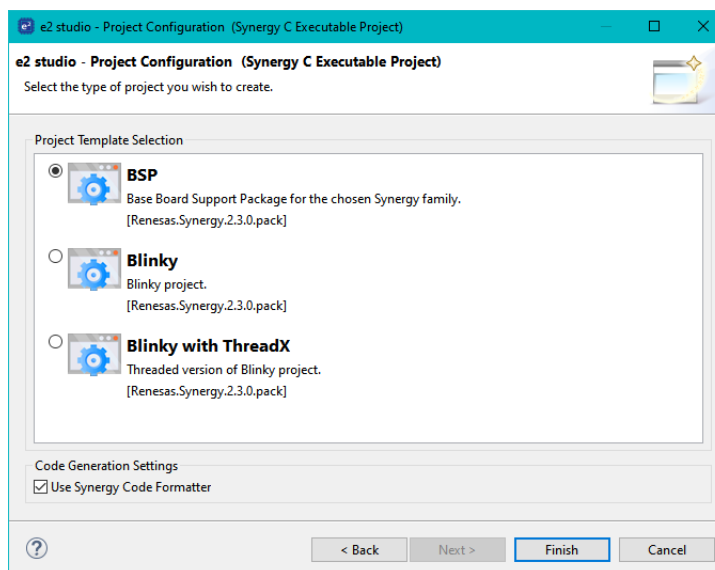 e2 e2 studio - Project Configuration (Synergy C Executable Project)
e2 studio - Project Configuration (Synergy C Executable Project)
Select the type of project you wish to create.
Project Template Selection
BSP
Base Board Support Package for the chosen Synergy family.
[Renesas.Synergy.2.3.0.pack]
Blinky
Blinky project.
[Renesas.Synergy.2.3.0.pack]
Blinky with ThreadX
Threaded version of Blinky project.
[Renesas.Synergy.2.3.0.pack]
Code Generation Settings
Use Synergy Code Formatter
? < Back Next > Finish Cancel